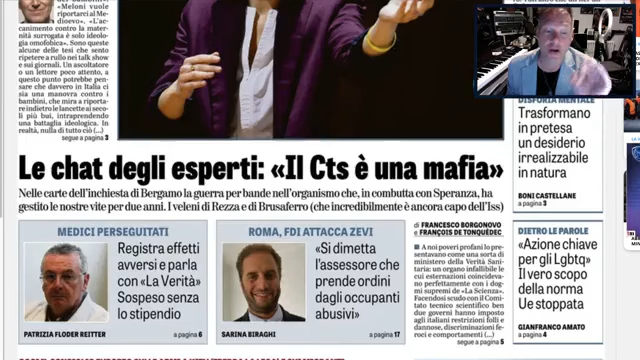 «Meloni vuole
riportarci al Me-
dioevo». «L'ac-
canimento contro la mater-
nità surrogata è solo ideolo-
gia omofobica». Sono queste
alcune delle tesi che sento
ripetere a rullo nei talk show
e sui giornali. Un ascoltatore
o un lettore poco attento, a
questo punto potrebbe pen-
sare che davvero in Italia ci
sia una manovra contro i
bambini, che mira a riporta-
re indietro le lancette ai seco-
li più bui, intraprendendo
una battaglia ideologica. In
realtà, nulla di tutto ciò (...)
segue a pagina 3
DISFORIA MENTALE
Trasformano
in pretesa
un desiderio
irrealizzabile
in natura
BONI CASTELLANE
a pagina 3
Le chat degli esperti: «Il Cts è una mafia»
Nelle carte dell'inchiesta di Bergamo la guerra per bande nell'organismo che, in combutta con Speranza, ha
gestito le nostre vite per due anni. I veleni di Rezza e di Brusaferro (che incredibilmente è ancora capo dell'Iss)
MEDICI PERSEGUITATI
Registra effetti
avversi e parla
con «La Verità»
Sospeso senza
lo stipendio
PATRIZIA FLODER REITTER
a pagina 6
ROMA, FDI ATTACCA ZEVI
«Si dimetta
l'assessore che
prende ordini
dagli occupanti
abusivi»
SARINA BIRAGHI
a pagina 17
di FRANCESCO BORGONOVO
e FRANÇOIS DE TONQUÉDEC
A noi poveri profani lo pre-
sentavano come una sorta di
ministero della Verità Sani-
taria: un organo infallibile le
cui esternazioni coincideva-
no perfettamente con i dog-
mi supremi de «La Scienza».
Facendosi scudo con il Comi-
tato tecnico scientifico ben
due governi hanno imposto
agli italiani restrizioni folli e
dannose, discriminazioni fe-
roci e comportamenti (...)
segue a pagina 5
DIETRO LE PAROLE
«Azione chiave
per gli Lgbtq»
Il vero scopo
della norma
Ue stoppata
GIANFRANCO AMATO
a pagina 4